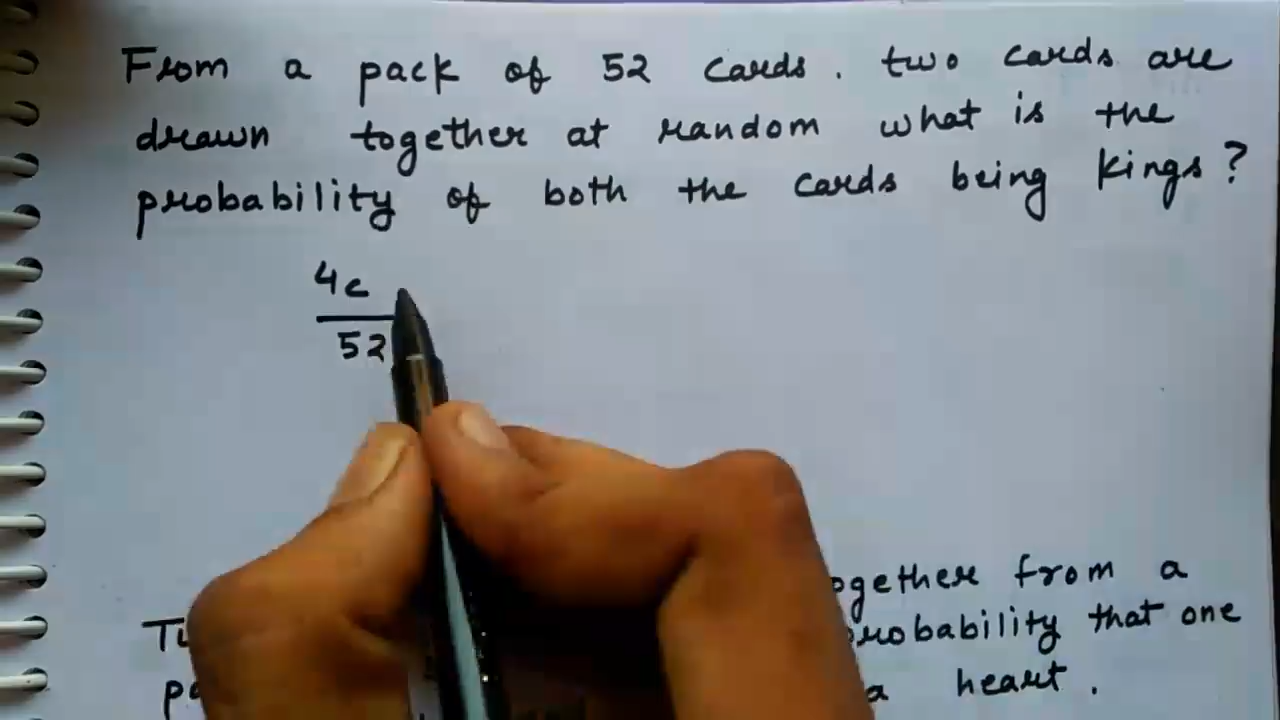 From a pack of 52 cards. two cards are
drawn together at random what is the
probability of both the cards being kings?
4c
52
together from a
probability that one
a heart.